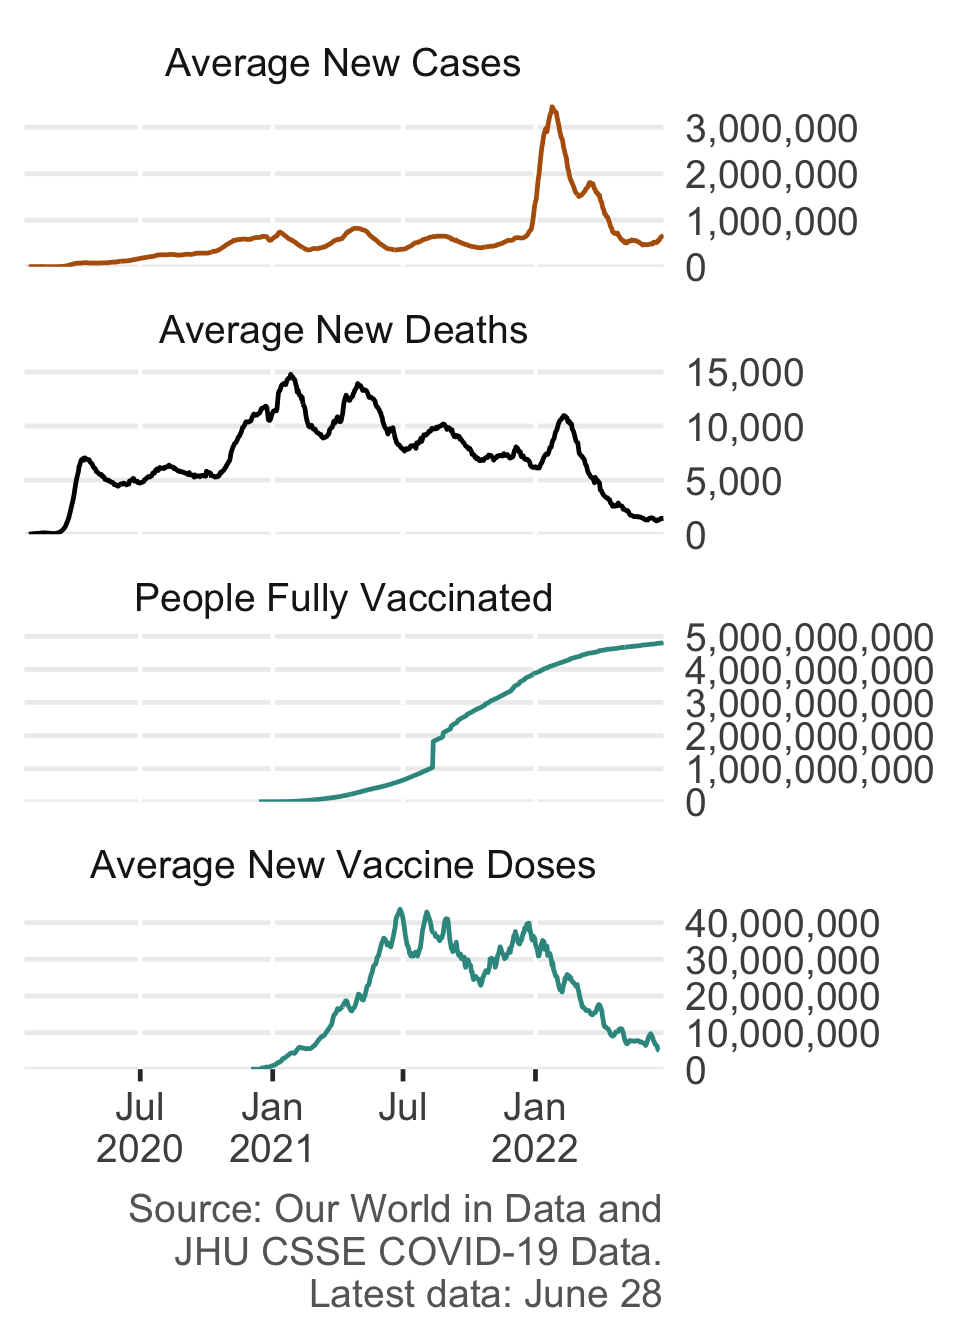 Average New Cases
3,000,000
2,000,000
1,000,000
0
Average New Deaths
15,000
10,000
5,000
0
People Fully Vaccinated
5,000,000,000
4,000,000,000
3,000,000,000
2,000,000,000
1,000,000,000
0
Average New Vaccine Doses
40,000,000
30,000,000
20,000,000
10,000,000
0
Jul Jan Jul Jan
2020 2021 2022
Source: Our World in Data and
JHU CSSE COVID-19 Data.
Latest data: June 28